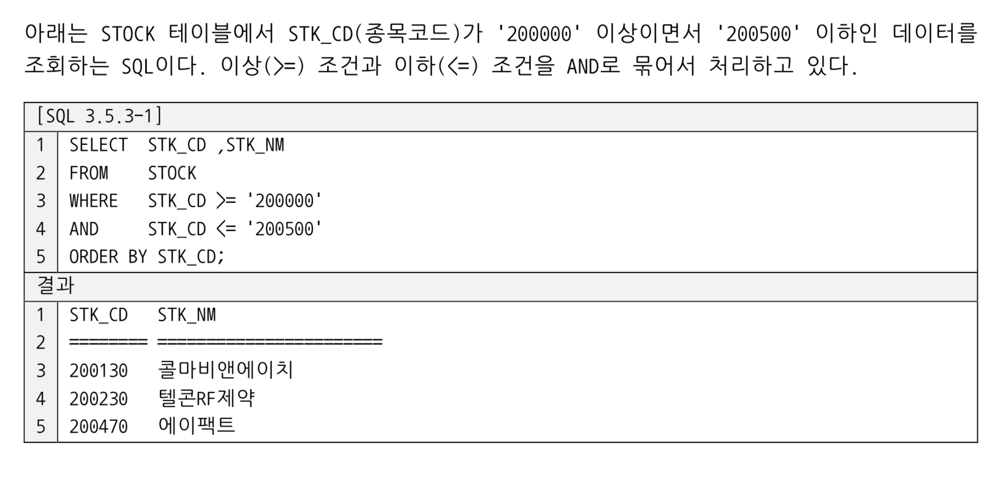 아래는 STOCK 테이블에서 STK_CD(종목코드)가 '200000' 이상이면서 '200500' 이하인 데이터를
조회하는 SQL이다. 이상(>=) 조건과 이하(<=) 조건을 AND로 묶어서 처리하고 있다.
[SQL 3.5.3-1]
1 SELECT  STK_CD ,STK_NM
2 FROM    STOCK
3 WHERE   STK_CD >= '200000'
4 AND     STK_CD <= '200500'
5 ORDER BY STK_CD;
결과
1 STK_CD   STK_NM
2 ======== =======================
3 200130   콜마비앤에이치
4 200230   텔콘RF제약
5 200470   에이팩트